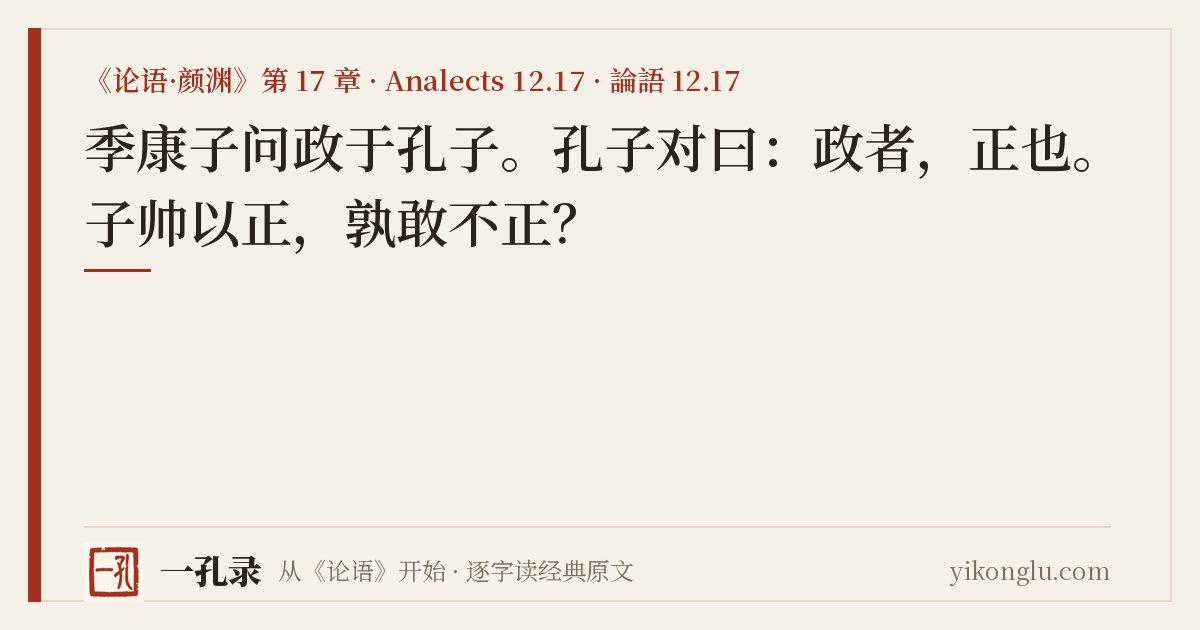 《论语·颜渊》第 17 章 · Analects 12.17 · 論語 12.17
季康子问政于孔子。孔子对曰：政者，正也。
子帅以正，孰敢不正？
一孔
一孔录 从《论语》开始 · 逐字读经典原文 yikonglu.com